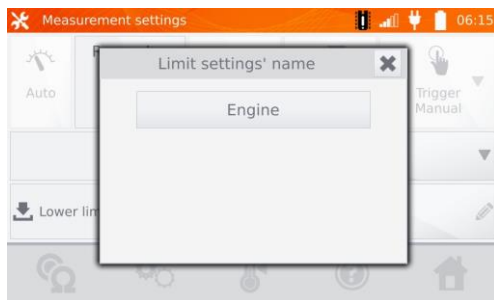 Measurement settings 06:15
Limit settings' name
Auto
Engine
Trigger
Manual
Lower lim